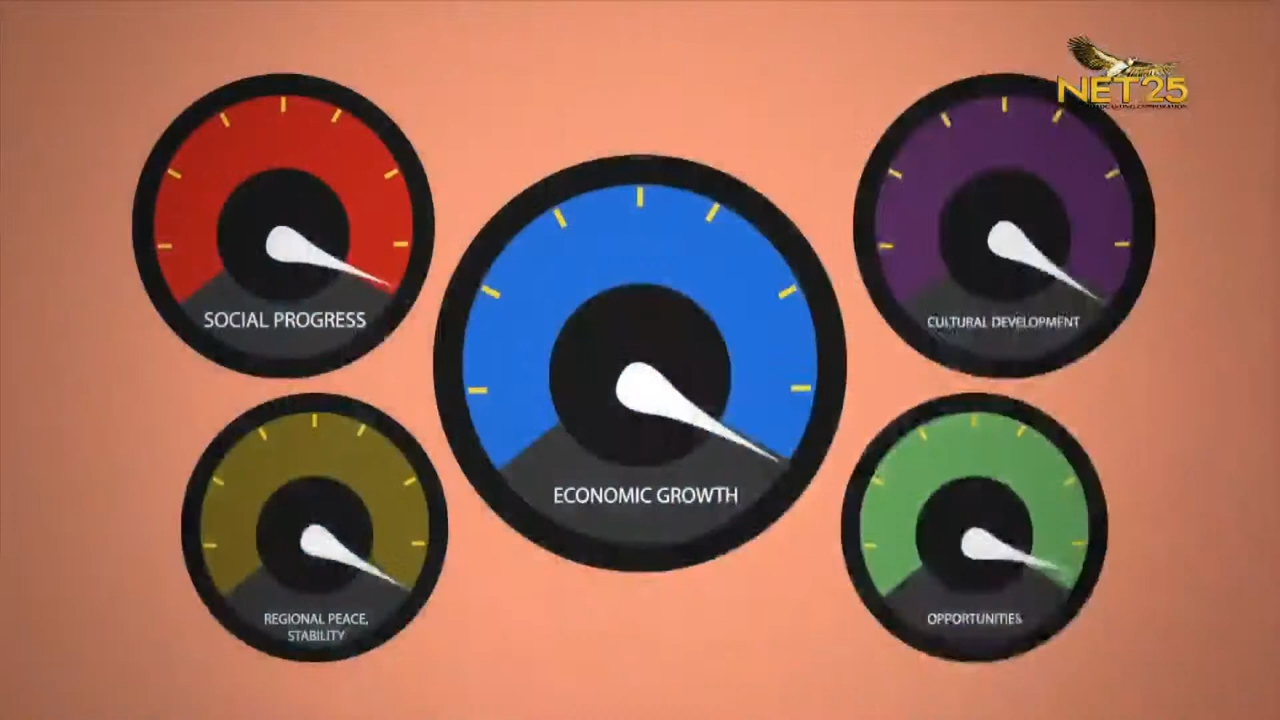 NET25
SOCIAL PROGRESS
CULTURAL DEVELOPMENT
ECONOMIC GROWTH
REGIONAL PEACE,
STABILITY
OPPORTUNITIES